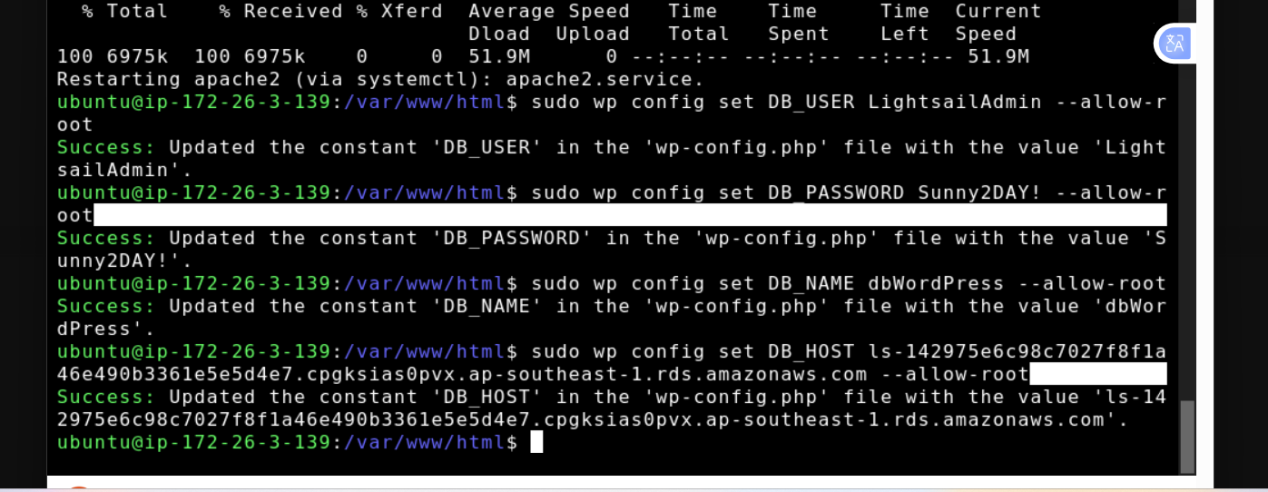 % Total    % Received % Xferd  Average Speed   Time    Time     Time  Current
Dload  Upload   Total   Spent    Left  Speed
100 6975k  100 6975k    0     0  51.9M      0 --:--:-- --:--:-- --:--:-- 51.9M
Restarting apache2 (via systemctl): apache2.service.
ubuntu@ip-172-26-3-139:/var/www/html$ sudo wp config set DB_USER LightsailAdmin --allow-r
oot
Success: Updated the constant 'DB_USER' in the 'wp-config.php' file with the value 'Light
sailAdmin'.
ubuntu@ip-172-26-3-139:/var/www/html$ sudo wp config set DB_PASSWORD Sunny2DAY! --allow-r
oot
Success: Updated the constant 'DB_PASSWORD' in the 'wp-config.php' file with the value 'S
unny2DAY!'.
ubuntu@ip-172-26-3-139:/var/www/html$ sudo wp config set DB_NAME dbWordPress --allow-root
Success: Updated the constant 'DB_NAME' in the 'wp-config.php' file with the value 'dbWor
dPress'.
ubuntu@ip-172-26-3-139:/var/www/html$ sudo wp config set DB_HOST ls-142975e6c98c7027f8f1a
46e490b3361e5e5d4e7.cpgksias0pvx.ap-southeast-1.rds.amazonaws.com --allow-root
Success: Updated the constant 'DB_HOST' in the 'wp-config.php' file with the value 'ls-14
2975e6c98c7027f8f1a46e490b3361e5e5d4e7.cpgksias0pvx.ap-southeast-1.rds.amazonaws.com'.
ubuntu@ip-172-26-3-139:/var/www/html$